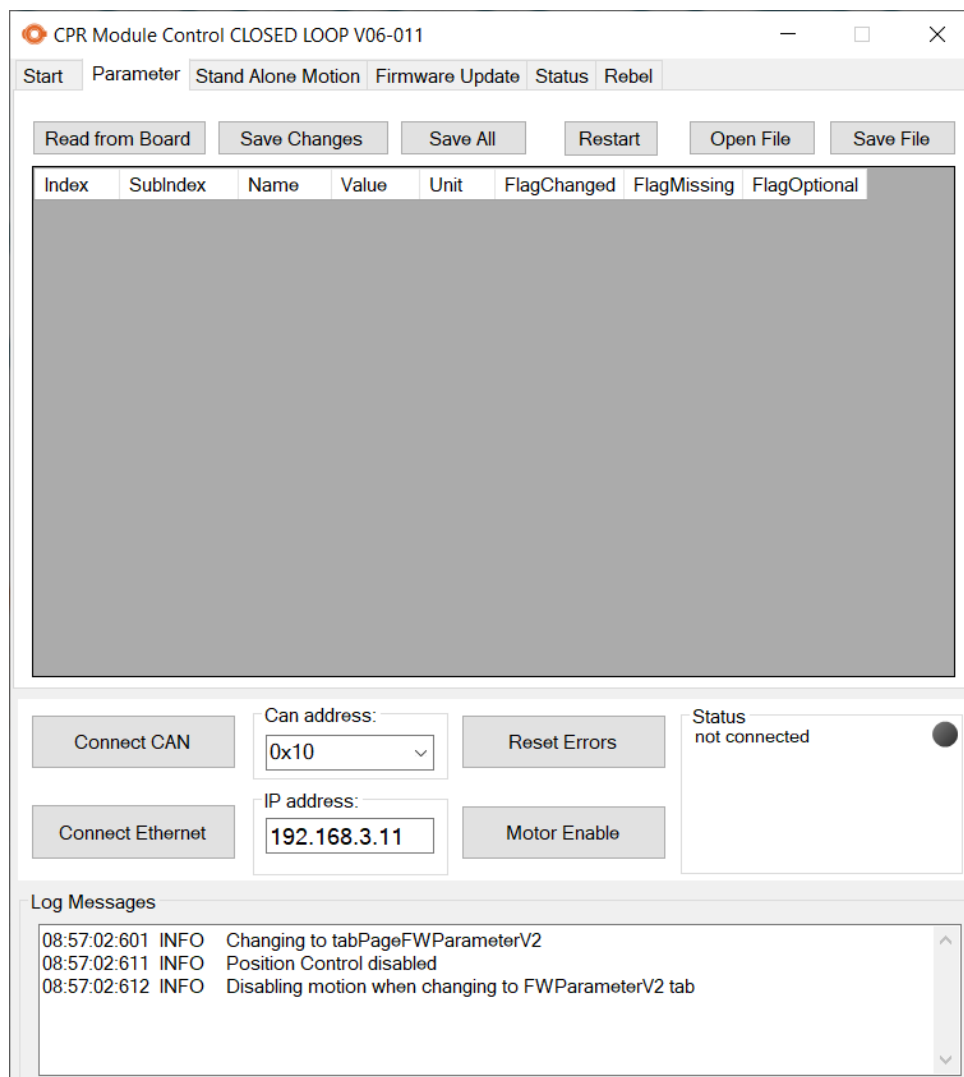 CPR Module Control CLOSED LOOP V06-011
Start Parameter Stand Alone Motion Firmware Update Status Rebel
Read from Board Save Changes Save All Restart Open File Save File
Index SubIndex Name Value Unit FlagChanged FlagMissing FlagOptional
Connect CAN
Can address:
0x10
Reset Errors
Status
not connected
Connect Ethernet
IP address:
192.168.3.11
Motor Enable
Log Messages
08:57:02:601 INFO Changing to tabPageFWParameterV2
08:57:02:611 INFO Position Control disabled
08:57:02:612 INFO Disabling motion when changing to FWParameterV2 tab